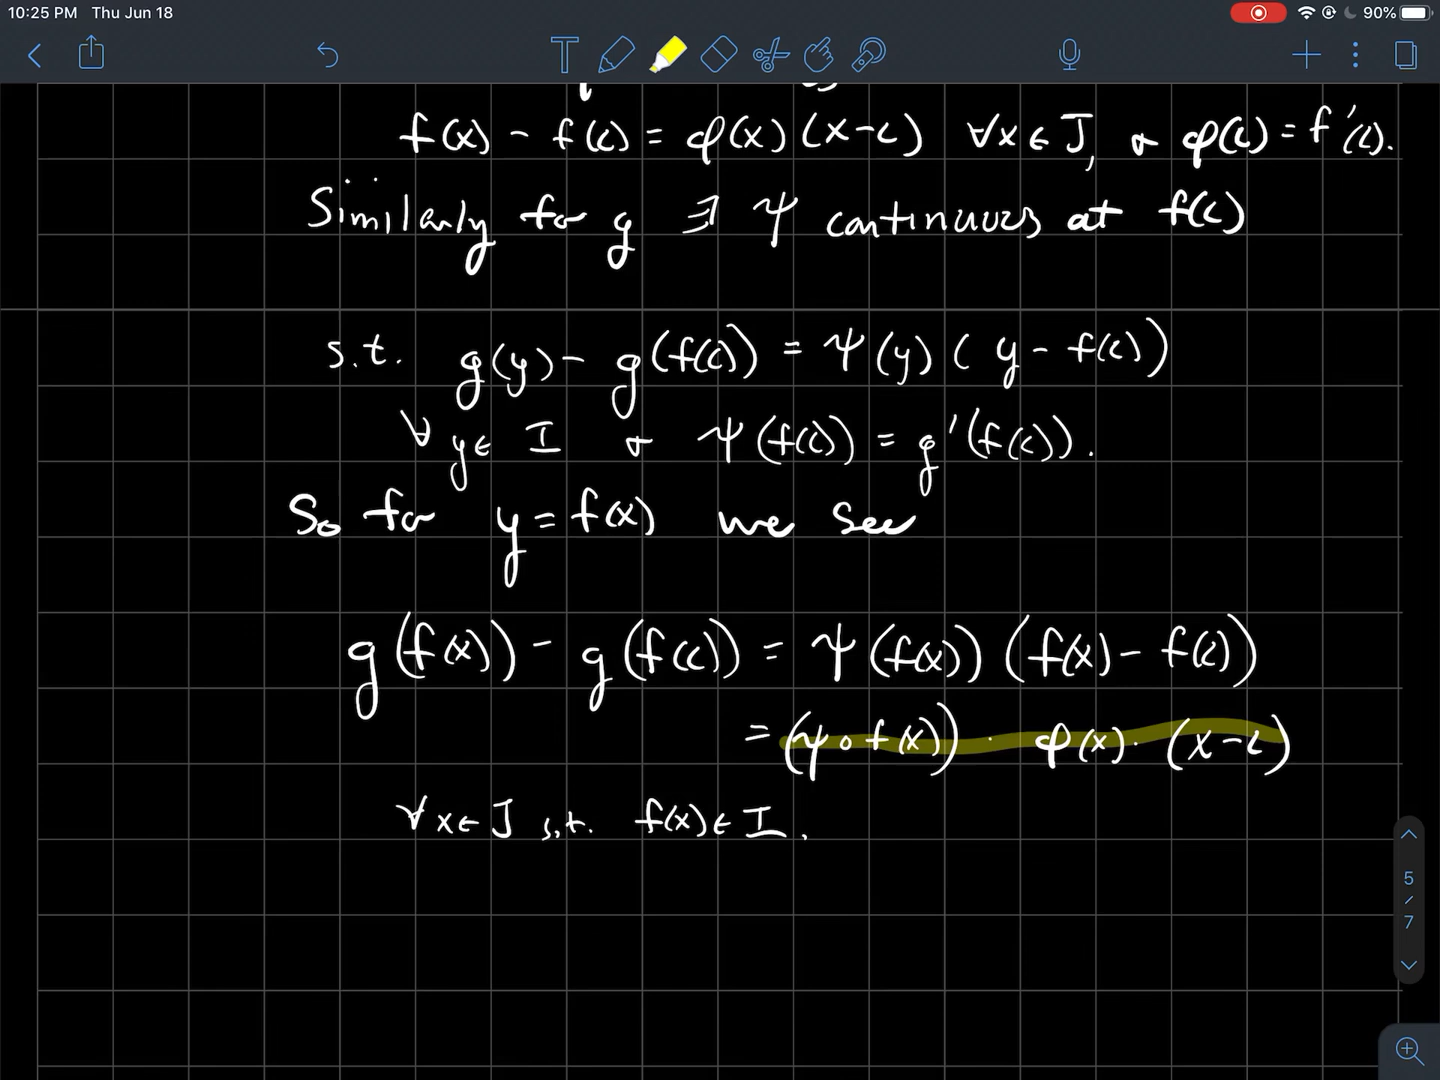 10:25 PM Thu Jun 18 90%
f(x) - f(c) = φ(x)(x-c) ∀x ∈ J, & φ(c) = f'(c).
Similarly for g ∃ ψ continuous at f(c)
s.t. g(y) - g(f(c)) = ψ(y)(y - f(c))
∀ y ∈ I & ψ(f(c)) = g'(f(c)).
So for y = f(x) we see
g(f(x)) - g(f(c)) = ψ(f(x))(f(x) - f(c))
= (ψ∘f(x)) · φ(x) · (x-c)
∀x ∈ J s.t. f(x) ∈ I.
5
/
7